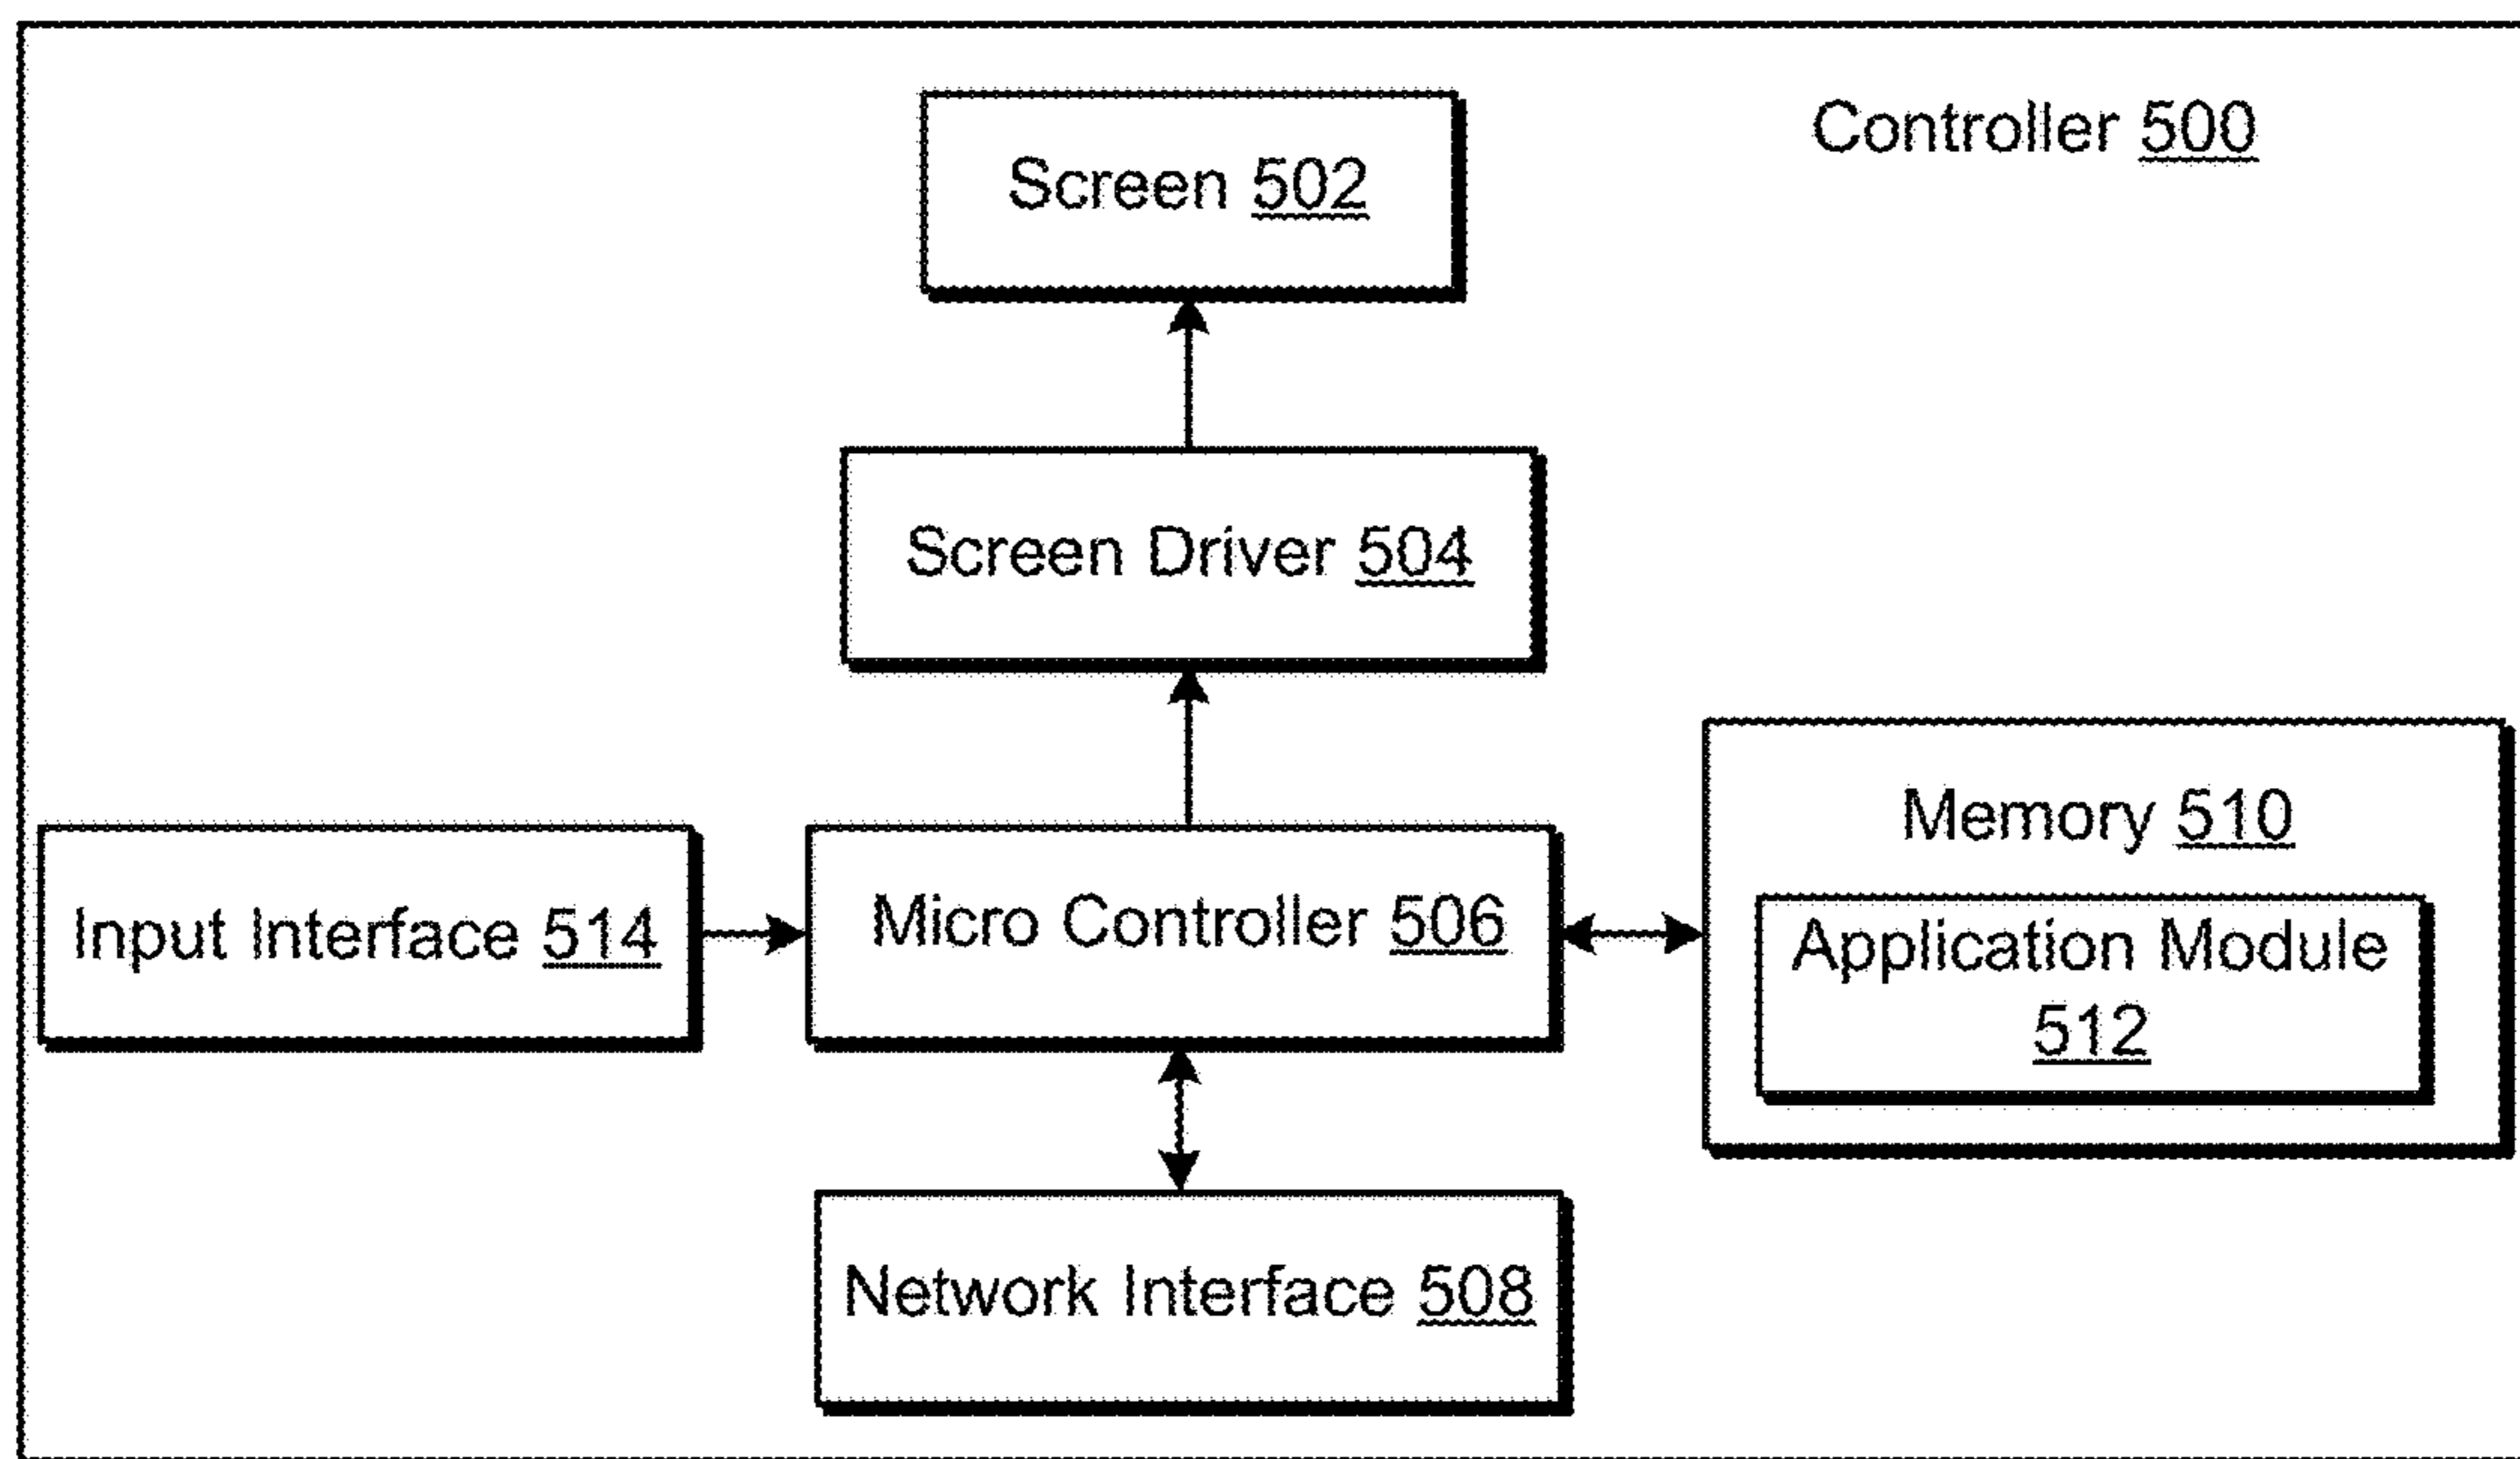 Controller 500
Screen 502
Screen Driver 504
Memory 510
Input Interface 514
Micro Controller 506
Application Module
512
Network Interface 508